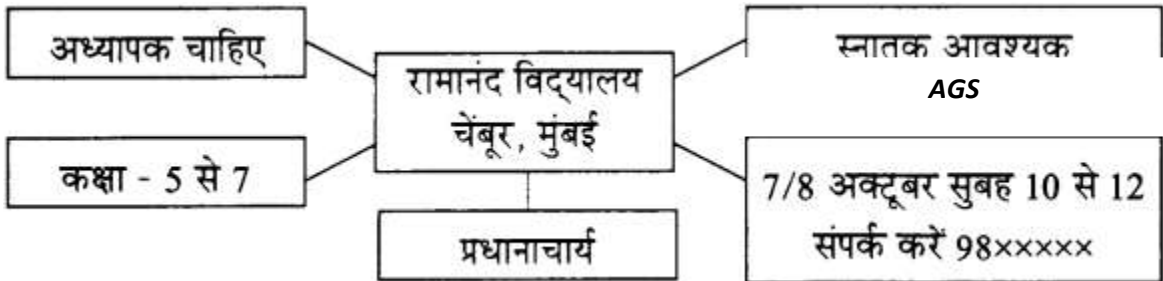 अध्यापक चाहिए
रामानंद विद्‌यालय
चेंबूर, मुंबई
स्नातक आवश्यक
AGS
कक्षा - 5 से 7
7/8 अक्टूबर सुबह 10 से 12
संपर्क करें 98×××××
प्रधानाचार्य